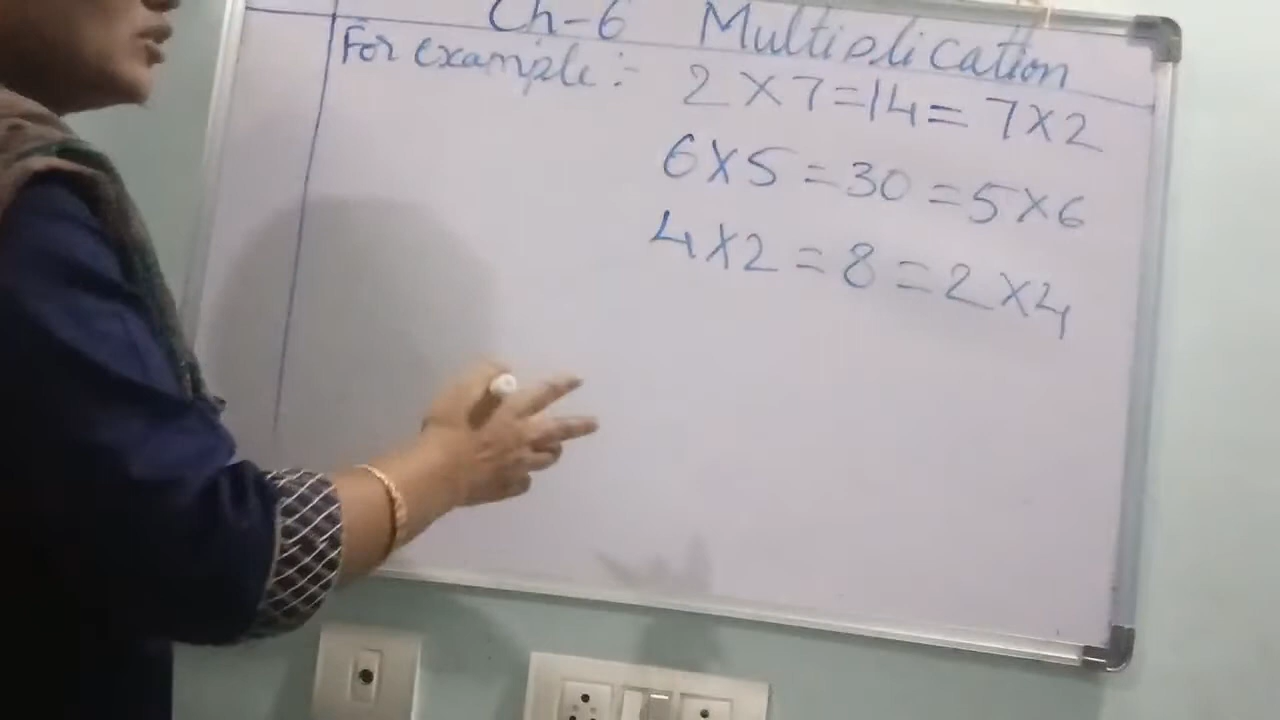 Ch-6 Multiplication
For example :- 2 × 7 = 14 = 7 × 2
6 × 5 = 30 = 5 × 6
4 × 2 = 8 = 2 × 4